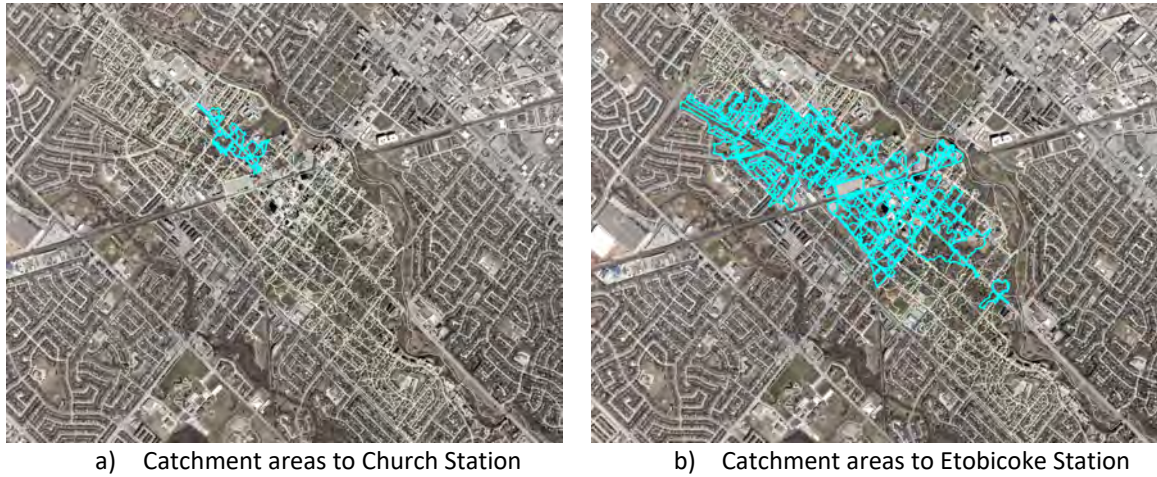 a) Catchment areas to Church Station
b) Catchment areas to Etobicoke Station